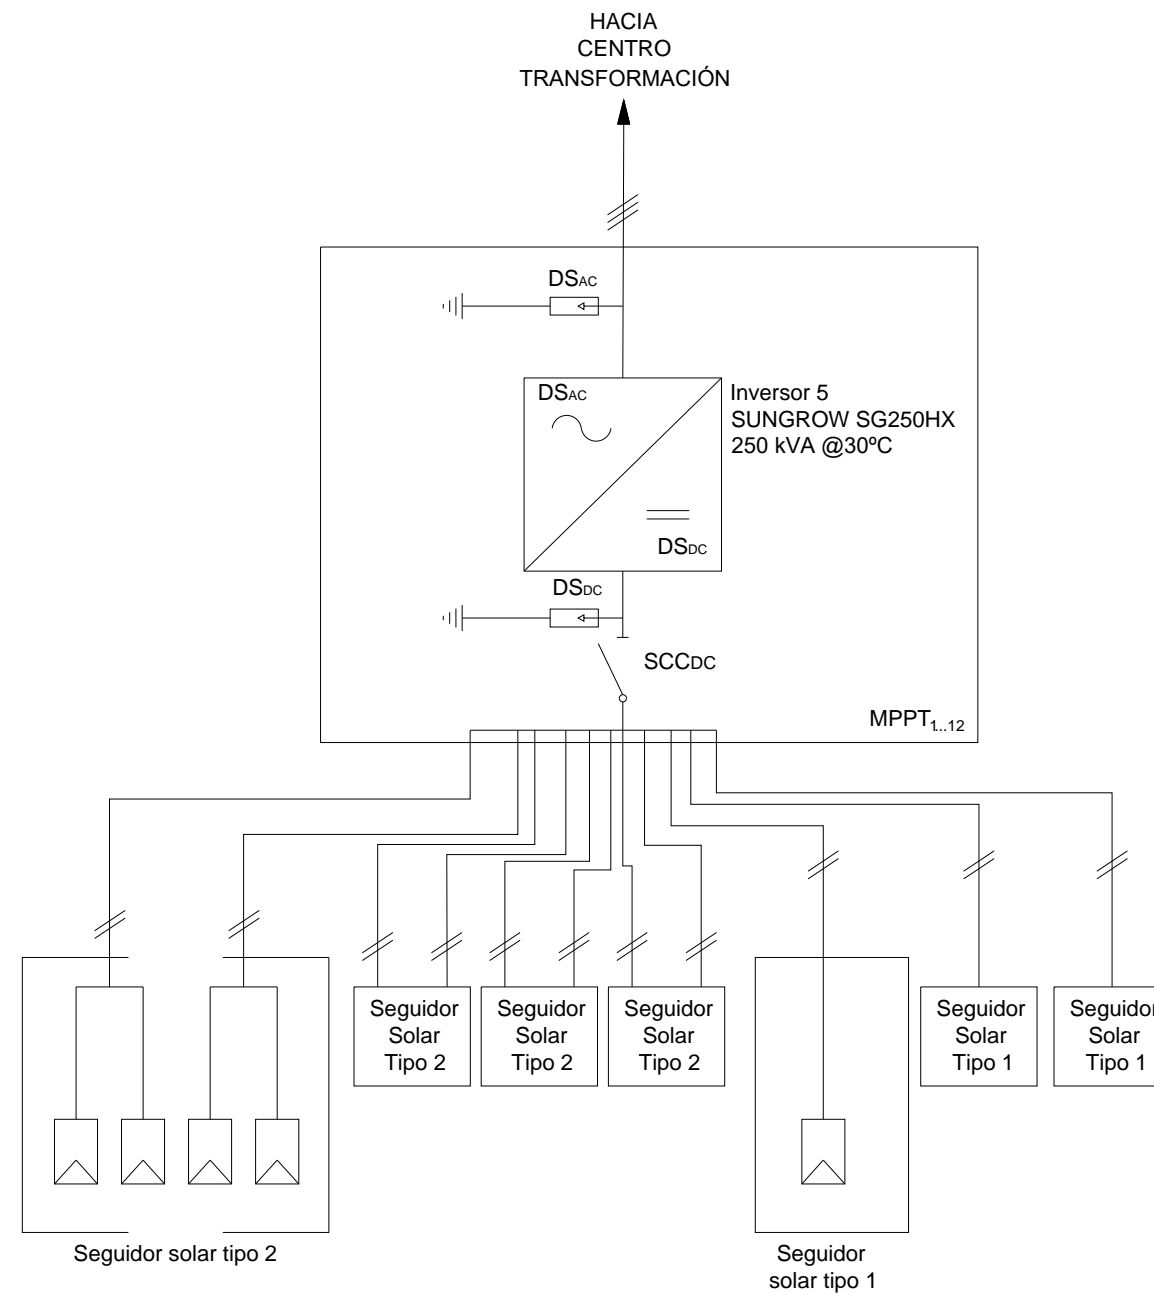 HACIA
CENTRO
TRANSFORMACIÓN
DSAC
DSAC
Inversor 5
SUNGROW SG250HX
250 kVA @30ºC
DSDC
DSDC
SCCDC
MPPT1...12
Seguidor
Solar
Tipo 2
Seguidor
Solar
Tipo 2
Seguidor
Solar
Tipo 2
Seguidor
Solar
Tipo 1
Seguidor
Solar
Tipo 1
Seguidor solar tipo 2
Seguidor
solar tipo 1